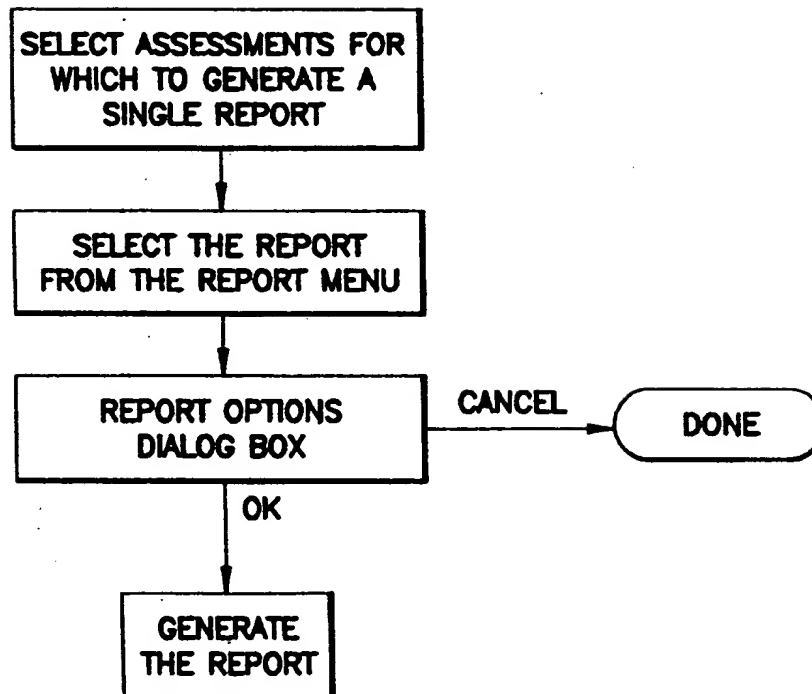 SELECT ASSESSMENTS FOR
WHICH TO GENERATE A
SINGLE REPORT
SELECT THE REPORT
FROM THE REPORT MENU
REPORT OPTIONS
DIALOG BOX
CANCEL
DONE
OK
GENERATE
THE REPORT